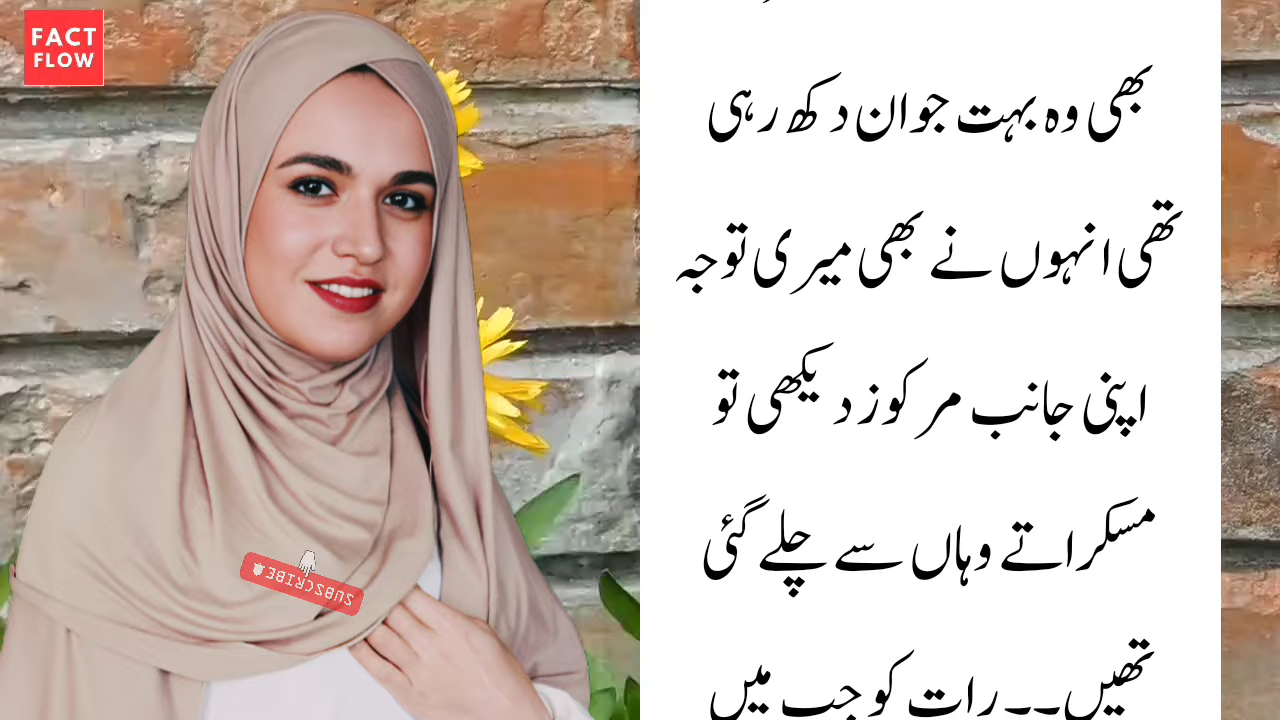 FACT
FLOW
SUBSCRIBE
بھی وہ بہت جوان دکھ رہی
تھی انہوں نے بھی میری توجہ
اپنی جانب مرکوز دیکھی تو
مسکراتے وہاں سے چلے گئی
تھیں۔۔رات کو جب میں